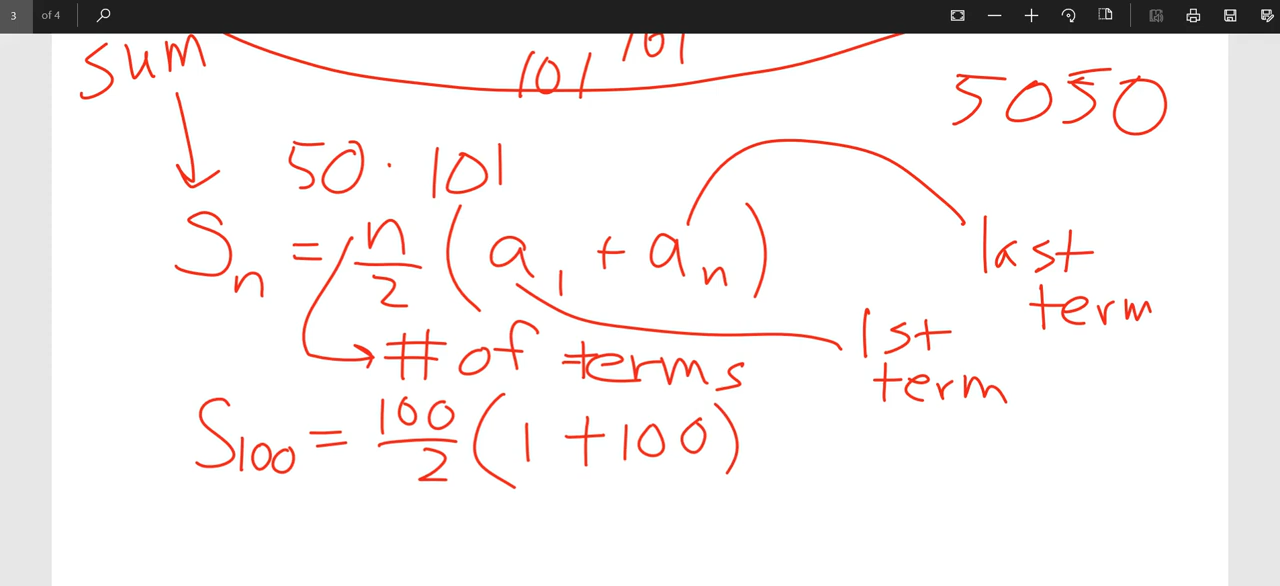 3 of 4
sum
101
101
5050
50 · 101
Sₙ = n/2 (a₁ + aₙ)
last term
# of terms
1st term
S₁₀₀ = 100/2 (1 + 100)